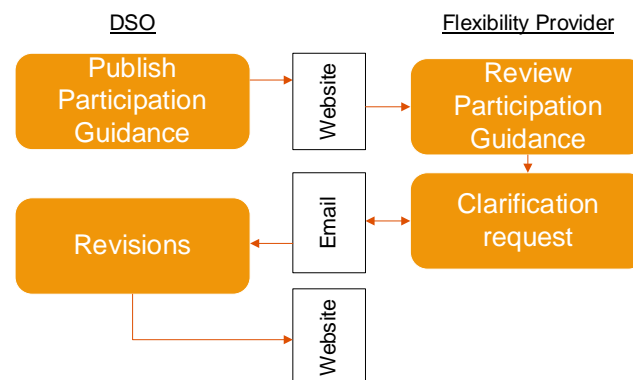 DSO
Flexibility Provider
Publish
Participation
Guidance
Website
Review
Participation
Guidance
Revisions
Email
Clarification
request
Website